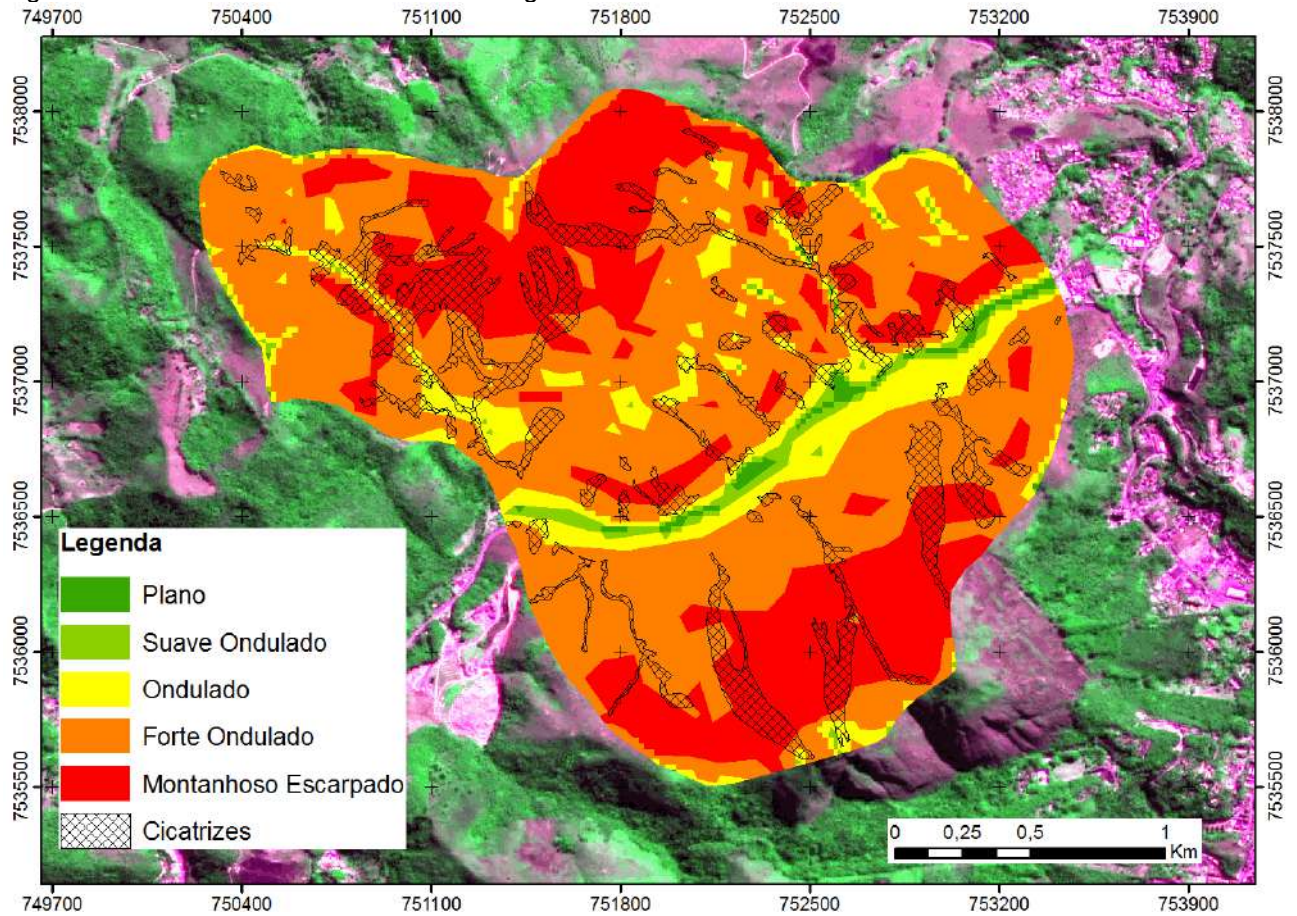 749700 750400 751100 751800 752500 753200 753900
7538000 7538000
7537500 7537500
7537000 7537000
7536500 7536500
7536000 7536000
7535500 7535500
Legenda
Plano
Suave Ondulado
Ondulado
Forte Ondulado
Montanhoso Escarpado
Cicatrizes
0 0,25 0,5 1
Km
749700 750400 751100 751800 752500 753200 753900